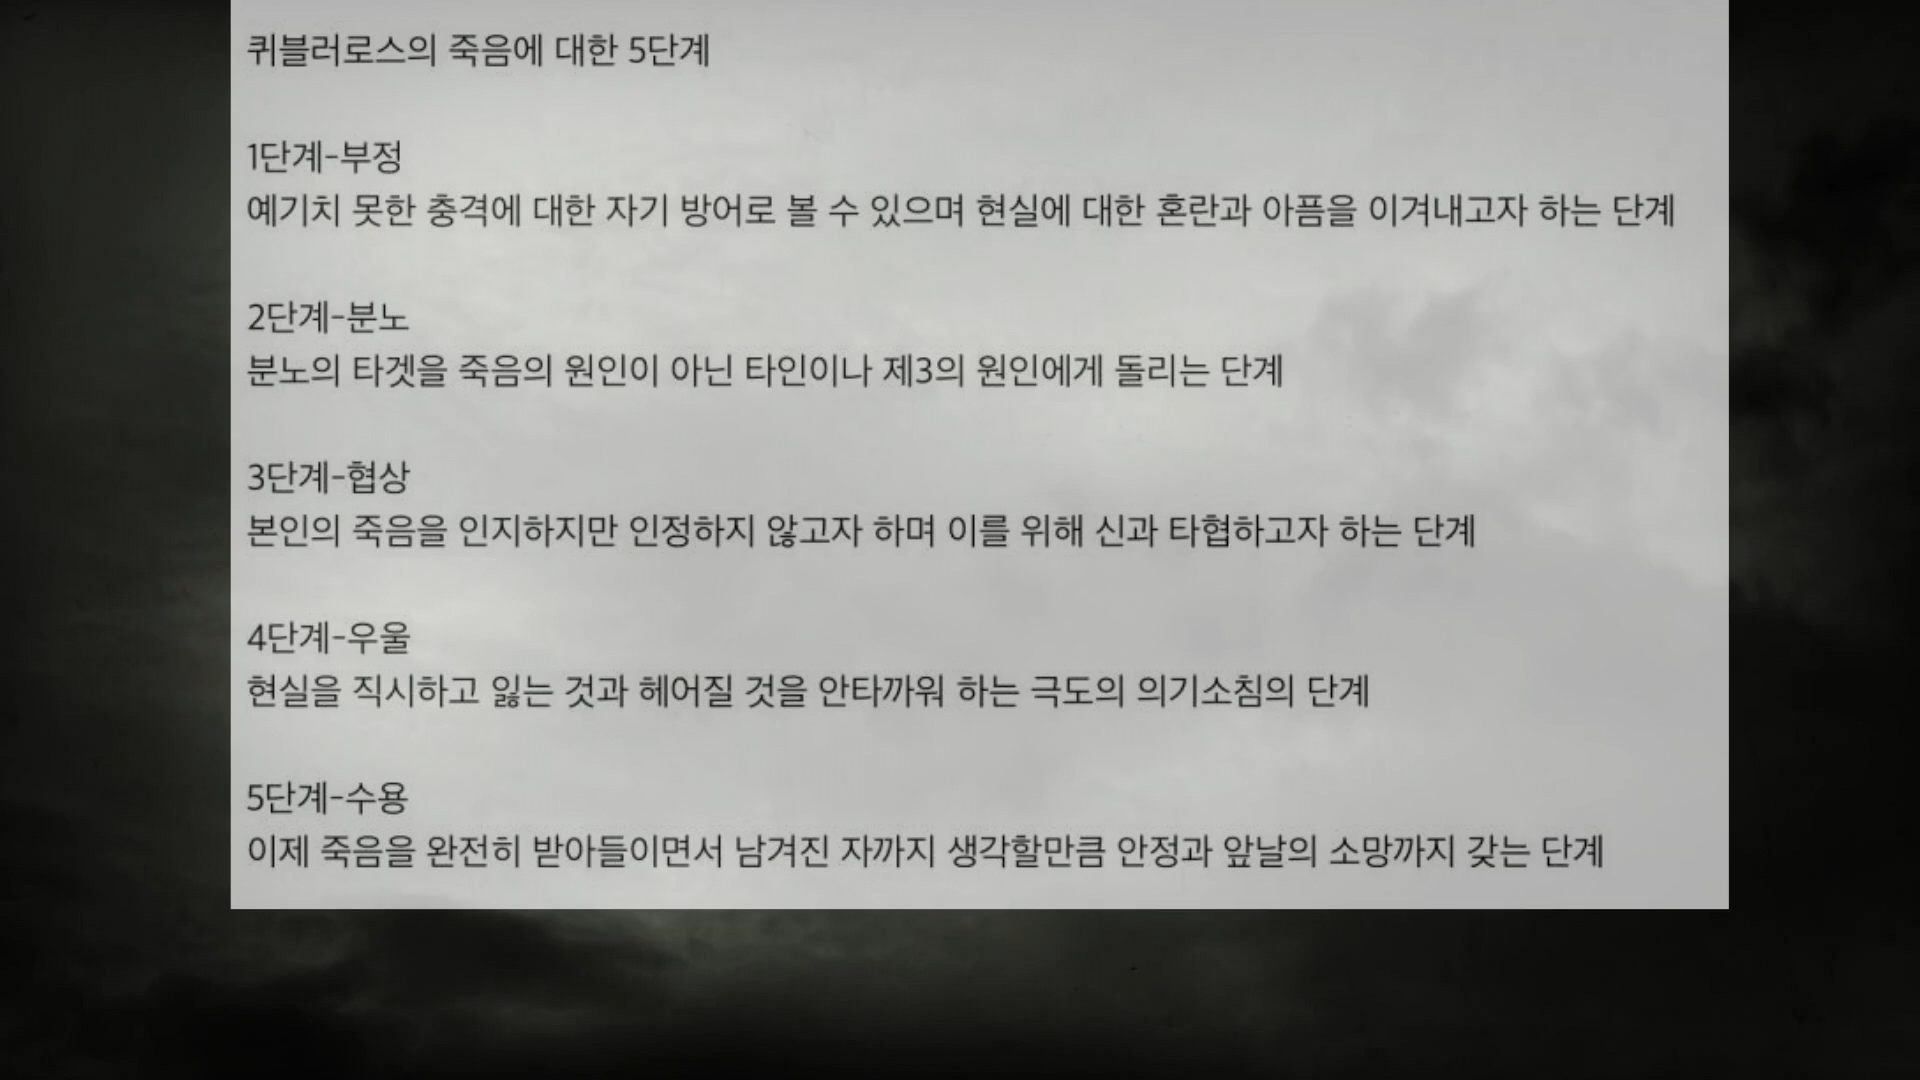 퀴블러로스의 죽음에 대한 5단계
1단계-부정
예기치 못한 충격에 대한 자기 방어로 볼 수 있으며 현실에 대한 혼란과 아픔을 이겨내고자 하는 단계
2단계-분노
분노의 타겟을 죽음의 원인이 아닌 타인이나 제3의 원인에게 돌리는 단계
3단계-협상
본인의 죽음을 인지하지만 인정하지 않고자 하며 이를 위해 신과 타협하고자 하는 단계
4단계-우울
현실을 직시하고 잃는 것과 헤어질 것을 안타까워 하는 극도의 의기소침의 단계
5단계-수용
이제 죽음을 완전히 받아들이면서 남겨진 자까지 생각할만큼 안정과 앞날의 소망까지 갖는 단계